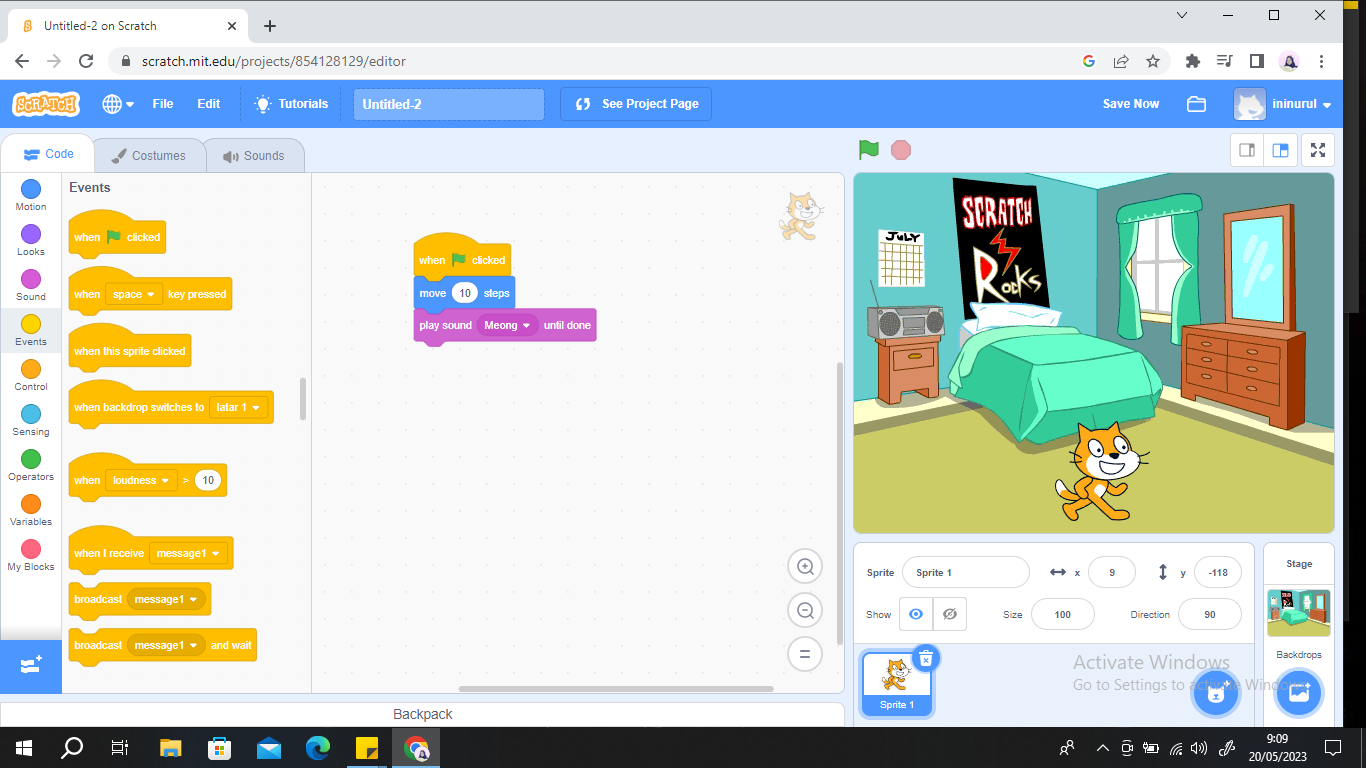 Untitled-2 on Scratch
scratch.mit.edu/projects/854128129/editor
SCRATCH File Edit Tutorials Untitled-2 See Project Page Save Now ininurul
Code Costumes Sounds
Motion
Looks
Sound
Events
Control
Sensing
Operators
Variables
My Blocks
Events
when clicked
when space key pressed
when this sprite clicked
when backdrop switches to latar 1
when loudness > 10
when I receive message1
broadcast message1
broadcast message1 and wait
when clicked
move 10 steps
play sound Meong until done
JULY
SCRATCH
ROCKS
Sprite Sprite 1 x 9 y -118
Show Size 100 Direction 90
Sprite 1
Stage
Backdrops
Activate Windows
Go to Settings to activate Windows
Backpack
9:09
20/05/2023